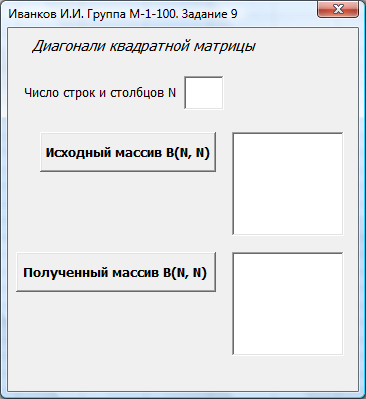 Иванков И.И. Группа М-1-100. Задание 9
Диагонали квадратной матрицы
Число строк и столбцов N
Исходный массив B(N, N)
Полученный массив B(N, N)